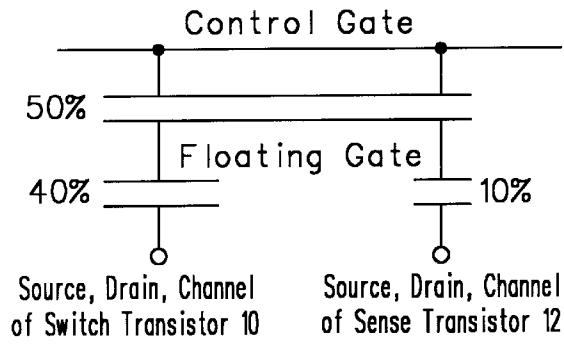 Control Gate
50%
Floating Gate
40%
10%
Source, Drain, Channel
of Switch Transistor 10
Source, Drain, Channel
of Sense Transistor 12